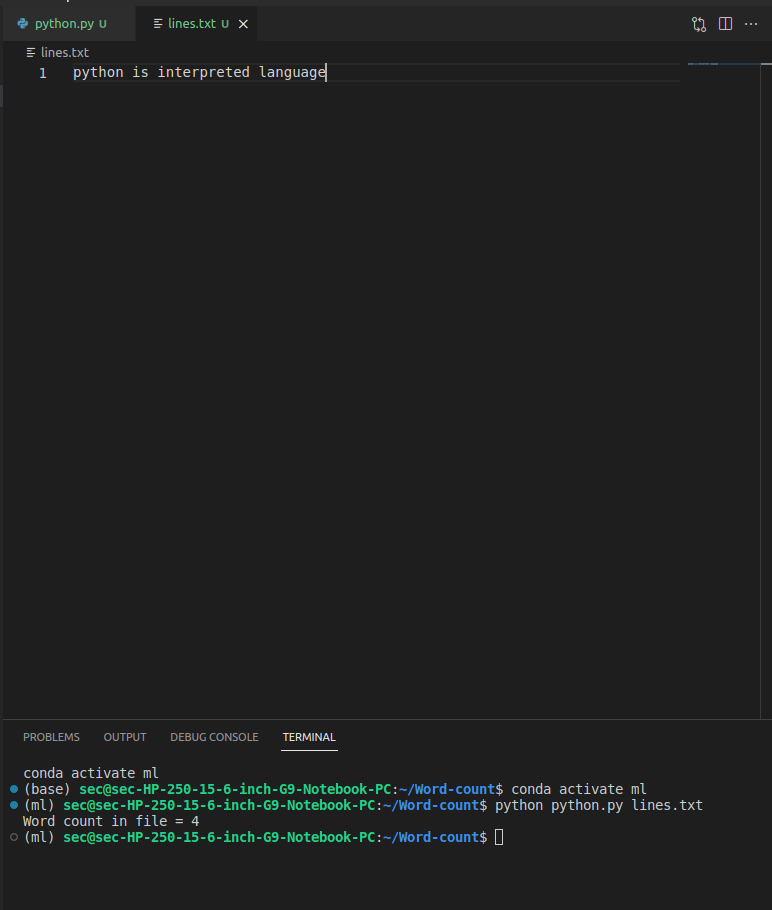 python.py U lines.txt U
lines.txt
1 python is interpreted language
PROBLEMS OUTPUT DEBUG CONSOLE TERMINAL
conda activate ml
(base) sec@sec-HP-250-15-6-inch-G9-Notebook-PC:~/Word-count$ conda activate ml
(ml) sec@sec-HP-250-15-6-inch-G9-Notebook-PC:~/Word-count$ python python.py lines.txt
Word count in file = 4
(ml) sec@sec-HP-250-15-6-inch-G9-Notebook-PC:~/Word-count$